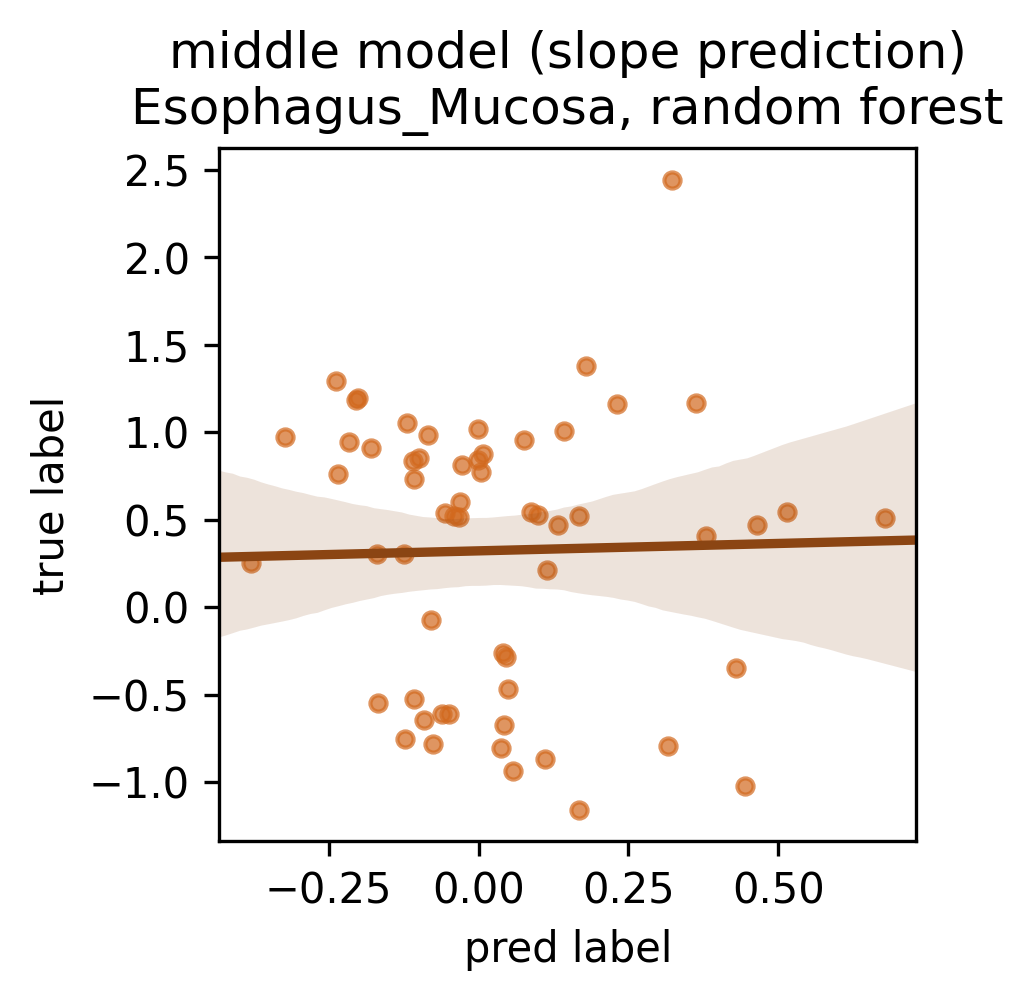 middle model (slope prediction)
Esophagus_Mucosa, random forest
2.5
2.0
1.5
1.0
0.5
0.0
−0.5
−1.0
true label
−0.25 0.00 0.25 0.50
pred label